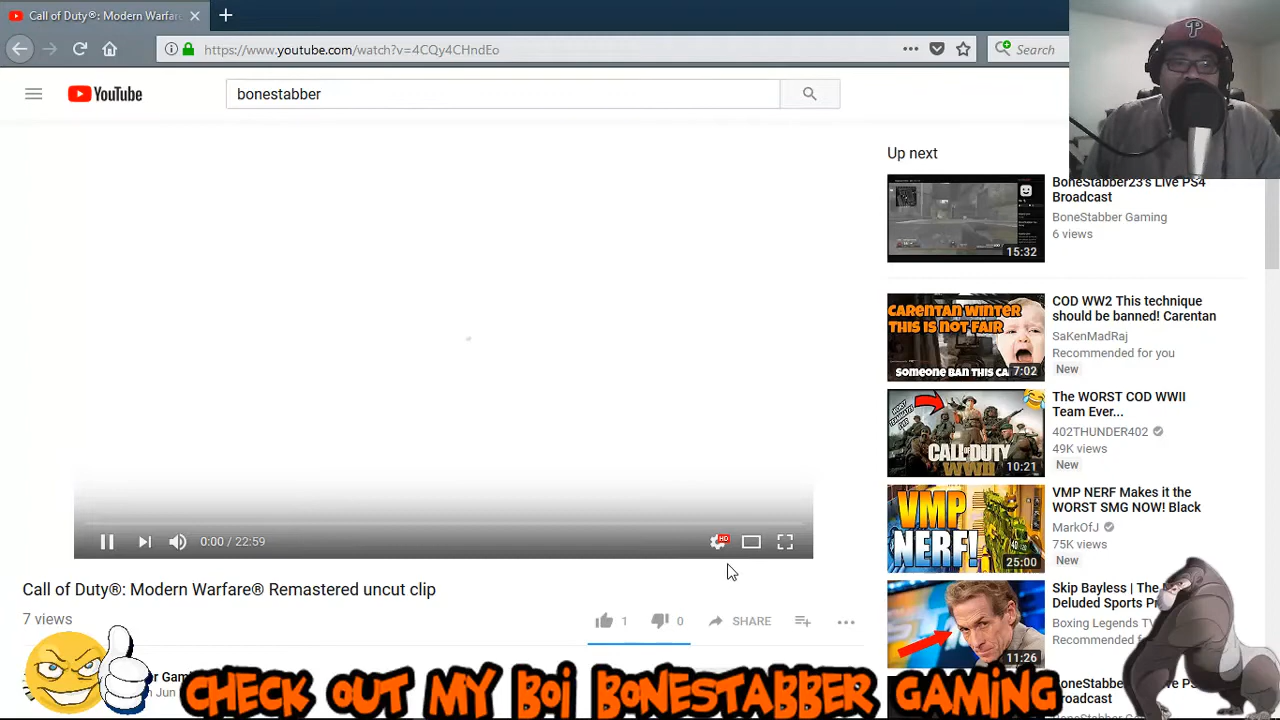 Call of Duty®: Modern Warfar
https://www.youtube.com/watch?v=4CQy4CHndEo
Search
P
YouTube
bonestabber
Up next
BoneStabber23's Live PS4
Broadcast
BoneStabber Gaming
6 views
15:32
CARENTAN WINTER
THIS IS NOT FAIR
SOMEONE BAN THIS CA
7:02
COD WW2 This technique
should be banned! Carentan
SaKenMadRaj
Recommended for you
New
CALL OF DUTY
WWII
10:21
The WORST COD WWII
Team Ever...
402THUNDER402
49K views
New
VMP
NERF!
25:00
VMP NERF Makes it the
WORST SMG NOW! Black
MarkOfJ
75K views
New
11:26
Skip Bayless | The
Deluded Sports
Boxing Legends TV
Recommended
0:00 / 22:59
HD
Call of Duty®: Modern Warfare® Remastered uncut clip
7 views
1
0
SHARE
CHECK OUT MY BOI BONESTABBER GAMING